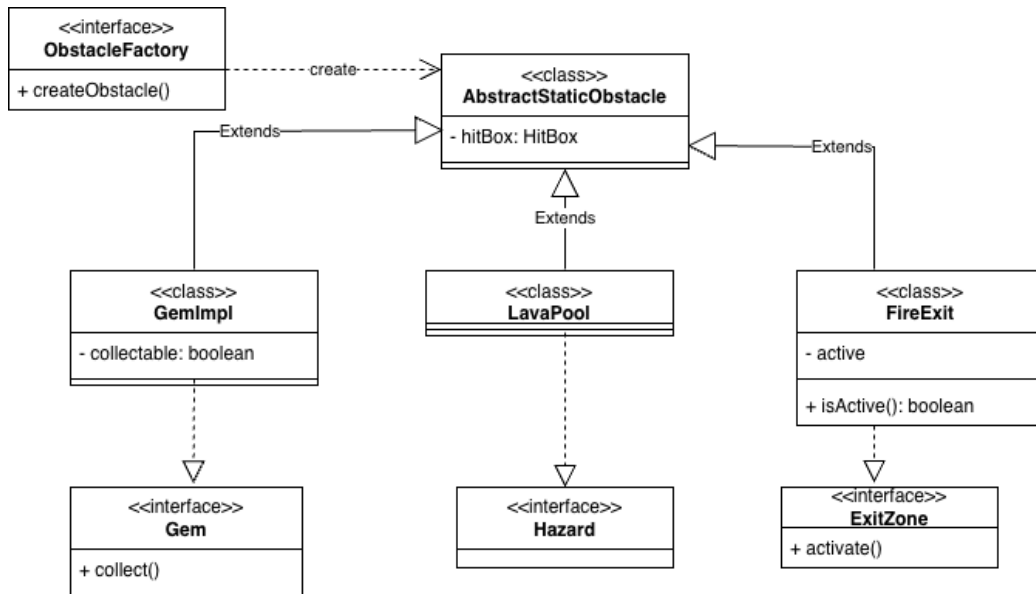 <<interface>>
ObstacleFactory
+ createObstacle()
create
<<class>>
AbstractStaticObstacle
- hitBox: HitBox
Extends
Extends
Extends
<<class>>
GemImpl
- collectable: boolean
<<class>>
LavaPool
<<class>>
FireExit
- active
+ isActive(): boolean
<<interface>>
Gem
+ collect()
<<interface>>
Hazard
<<interface>>
ExitZone
+ activate()